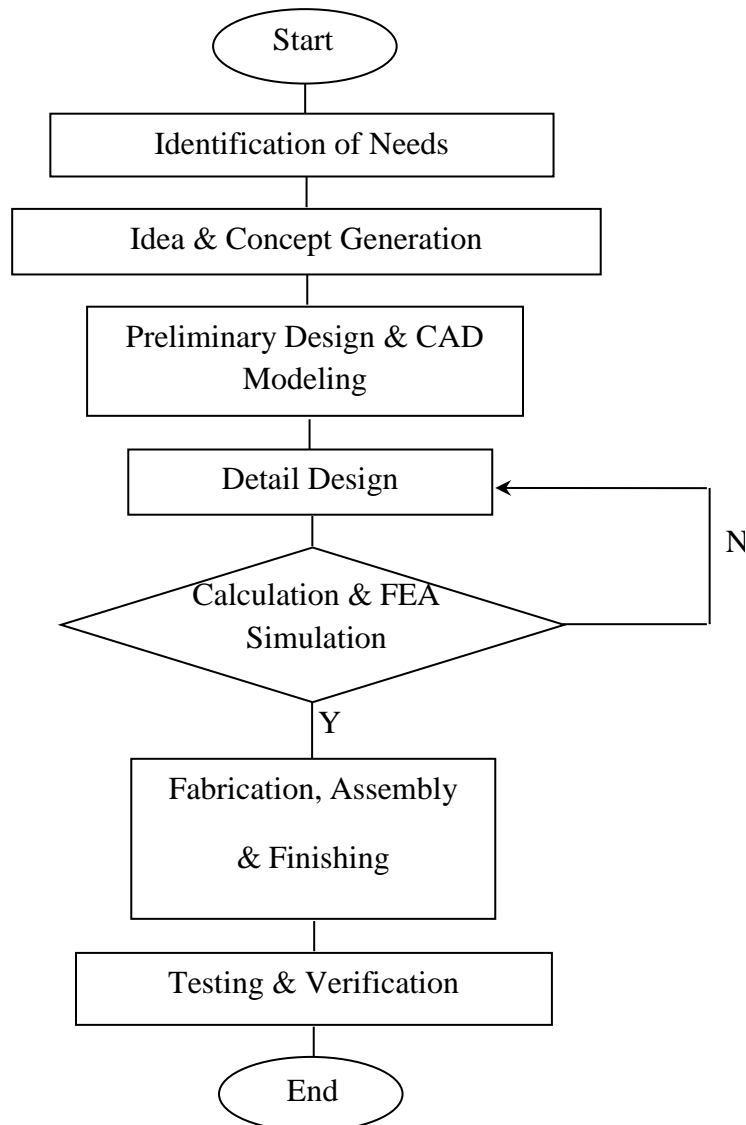 Start
Identification of Needs
Idea & Concept Generation
Preliminary Design & CAD
Modeling
Detail Design
N
Calculation & FEA
Simulation
Y
Fabrication, Assembly
& Finishing
Testing & Verification
End